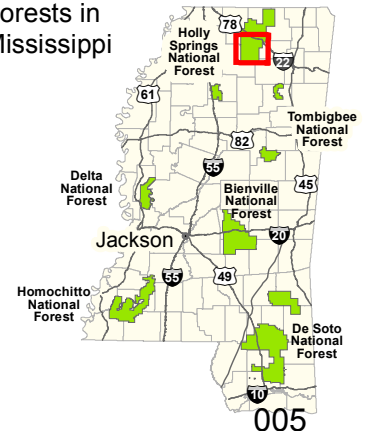 orests in
Mississippi
78
Holly
Springs
National
Forest
22
61
Tombigbee
National
Forest
82
55
Delta
National
Forest
Bienville
National
Forest
45
Jackson
20
55
49
Homochitto
National
Forest
De Soto
National
Forest
10
005